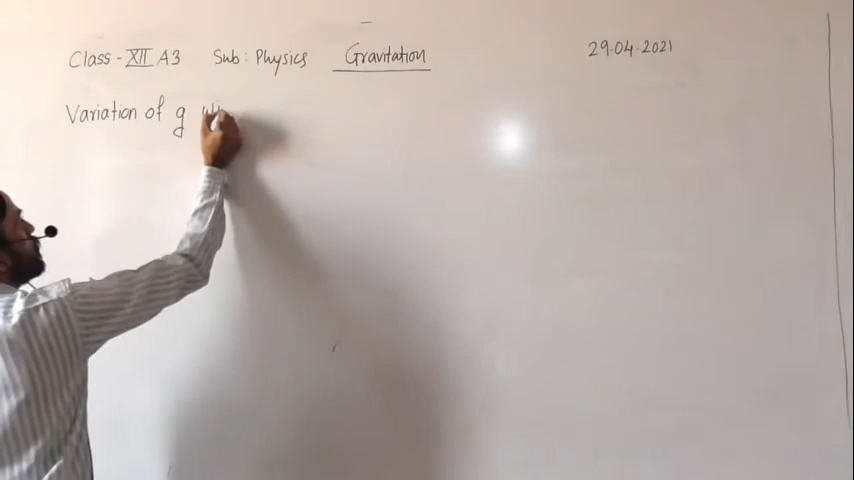 Class - XII A3 Sub : Physics Gravitation 29.04.2021
Variation of g